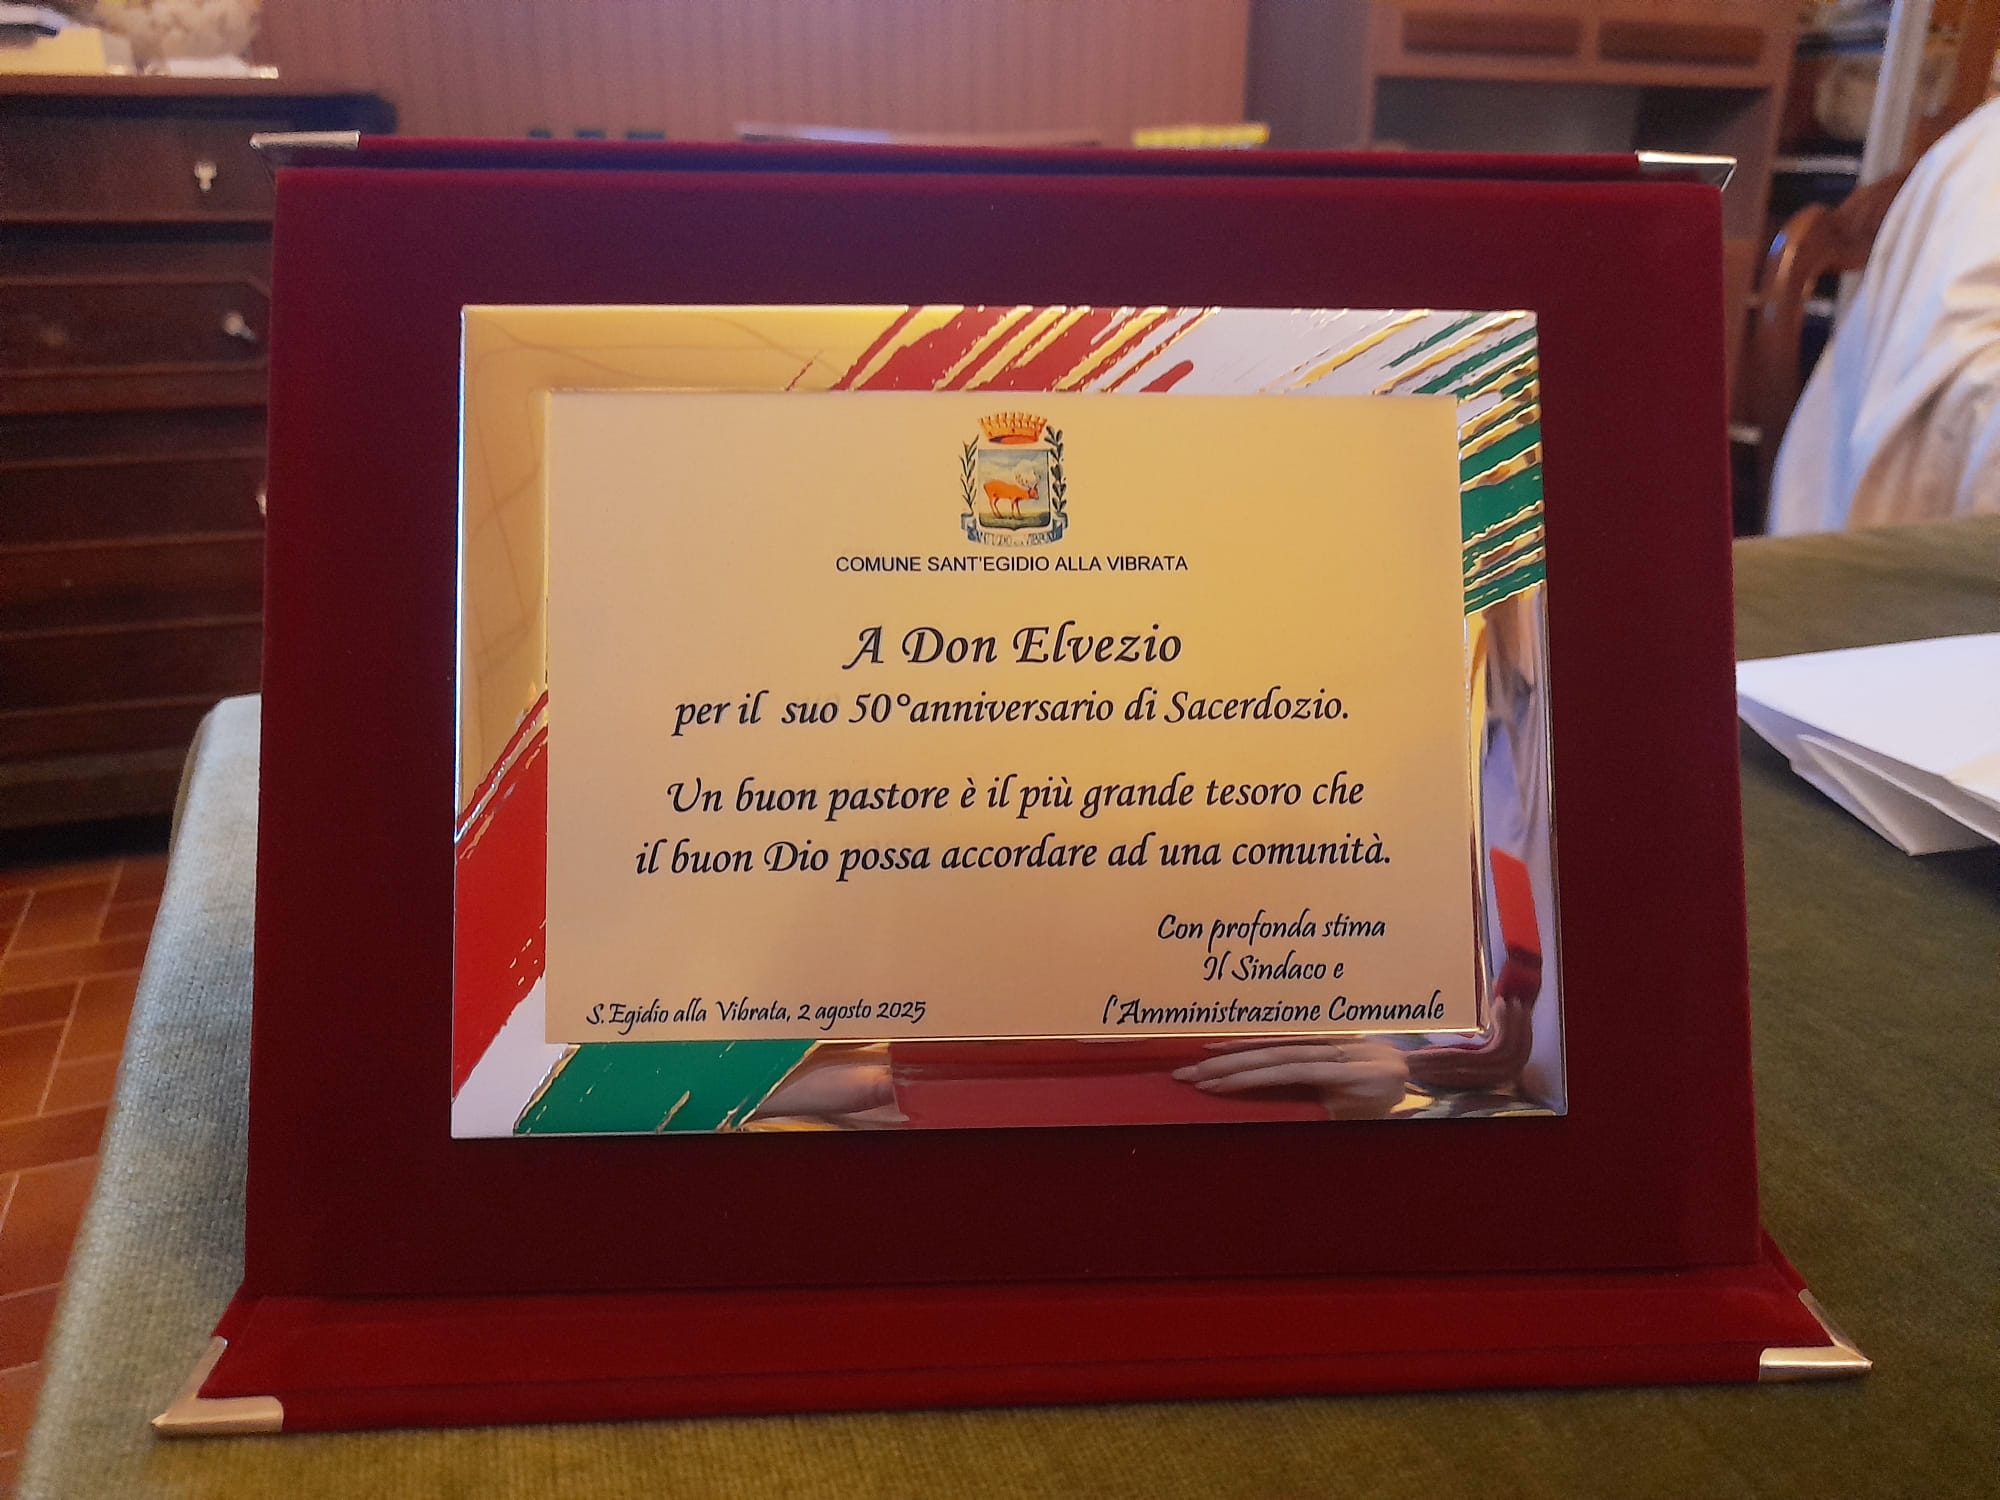 COMUNE SANT'EGIDIO ALLA VIBRATA
A Don Elvezio
per il suo 50°anniversario di Sacerdozio.
Un buon pastore è il più grande tesoro che
il buon Dio possa accordare ad una comunità.
Con profonda stima
Il Sindaco e
l'Amministrazione Comunale
S.Egidio alla Vibrata, 2 agosto 2025